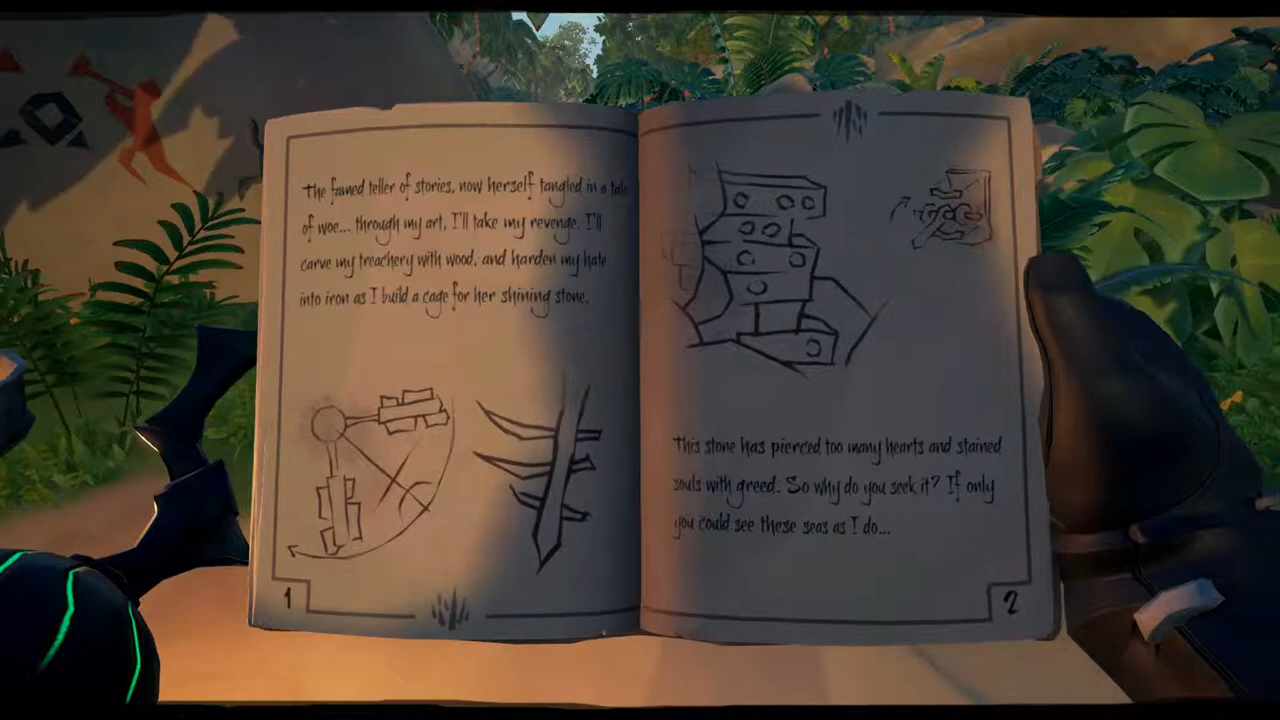 The famed teller of stories, now herself tangled in a tale
of woe... through my art, I'll take my revenge. I'll
carve my treachery with wood, and harden my hate
into iron as I build a cage for her shining stone.
1
This stone has pierced too many hearts and stained
souls with greed. So why do you seek it? If only
you could see these seas as I do...
2